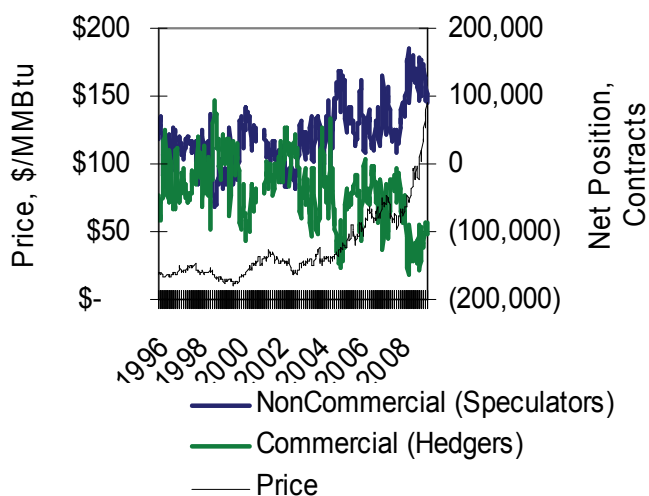 $200
$150
$100
$50
$-
Price, $/MMBtu
200,000
100,000
0
(100,000)
(200,000)
Net Position,
Contracts
1996
1998
2000
2002
2004
2006
2008
NonCommercial (Speculators)
Commercial (Hedgers)
Price